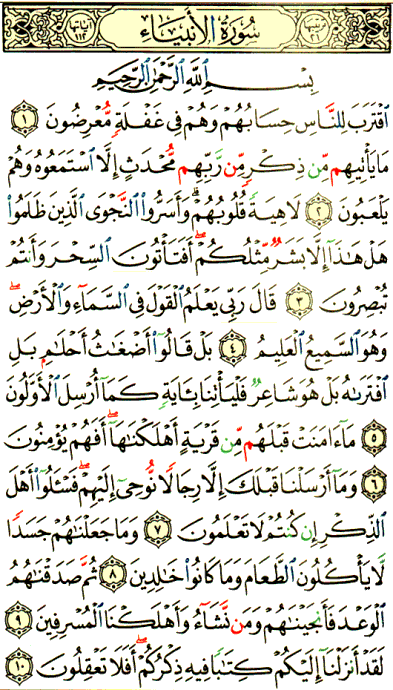 ترتيبها ٢١
سُورَةُ الأَنبِيَاء
آياتها ١١٢
بِسْمِ ٱللَّهِ ٱلرَّحْمَٰنِ ٱلرَّحِيمِ
ٱقْتَرَبَ لِلنَّاسِ حِسَابُهُمْ وَهُمْ فِى غَفْلَةٍ مُّعْرِضُونَ ١
مَا يَأْتِيهِم مِّن ذِكْرٍ مِّن رَّبِّهِم مُّحْدَثٍ إِلَّا ٱسْتَمَعُوهُ وَهُمْ
يَلْعَبُونَ ٢ لَاهِيَةً قُلُوبُهُمْ ۗ وَأَسَرُّوا۟ ٱلنَّجْوَى ٱلَّذِينَ ظَلَمُوا۟
هَلْ هَٰذَآ إِلَّا بَشَرٌ مِّثْلُكُمْ ۖ أَفَتَأْتُونَ ٱلسِّحْرَ وَأَنتُمْ
تُبْصِرُونَ ٣ قَالَ رَبِّى يَعْلَمُ ٱلْقَوْلَ فِى ٱلسَّمَآءِ وَٱلْأَرْضِ ۖ
وَهُوَ ٱلسَّمِيعُ ٱلْعَلِيمُ ٤ بَلْ قَالُوٓا۟ أَضْغَٰثُ أَحْلَٰمٍۭ بَلِ
ٱفْتَرَىٰهُ بَلْ هُوَ شَاعِرٌ فَلْيَأْتِنَا بِـَٔايَةٍ كَمَآ أُرْسِلَ ٱلْأَوَّلُونَ
٥ مَآ ءَامَنَتْ قَبْلَهُم مِّن قَرْيَةٍ أَهْلَكْنَٰهَآ ۖ أَفَهُمْ يُؤْمِنُونَ
٦ وَمَآ أَرْسَلْنَا قَبْلَكَ إِلَّا رِجَالًا نُّوحِىٓ إِلَيْهِمْ ۖ فَسْـَٔلُوٓا۟ أَهْلَ
ٱلذِّكْرِ إِن كُنتُمْ لَا تَعْلَمُونَ ٧ وَمَا جَعَلْنَٰهُمْ جَسَدًا
لَّا يَأْكُلُونَ ٱلطَّعَامَ وَمَا كَانُوا۟ خَٰلِدِينَ ٨ ثُمَّ صَدَقْنَٰهُمُ
ٱلْوَعْدَ فَأَنجَيْنَٰهُمْ وَمَن نَّشَآءُ وَأَهْلَكْنَا ٱلْمُسْرِفِينَ ٩
لَقَدْ أَنزَلْنَآ إِلَيْكُمْ كِتَٰبًا فِيهِ ذِكْرُكُمْ ۖ أَفَلَا تَعْقِلُونَ ١٠